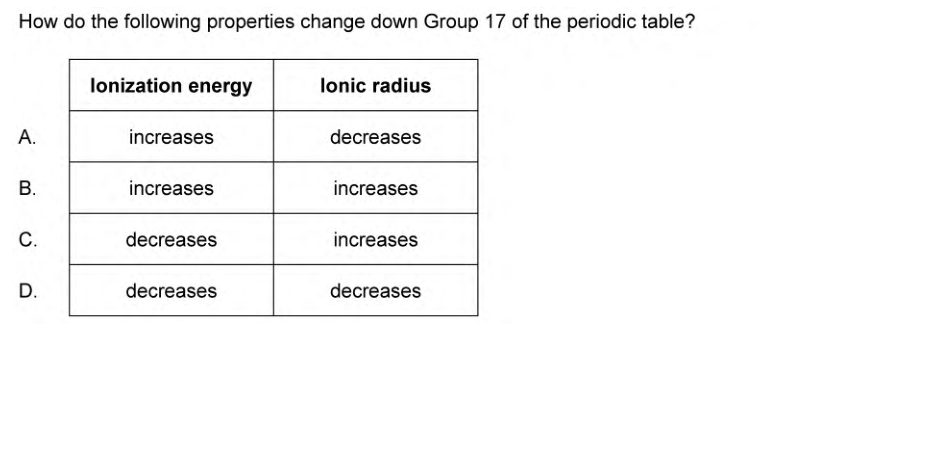 How do the following properties change down Group 17 of the periodic table?
Ionization energy Ionic radius
A. increases decreases
B. increases increases
C. decreases increases
D. decreases decreases